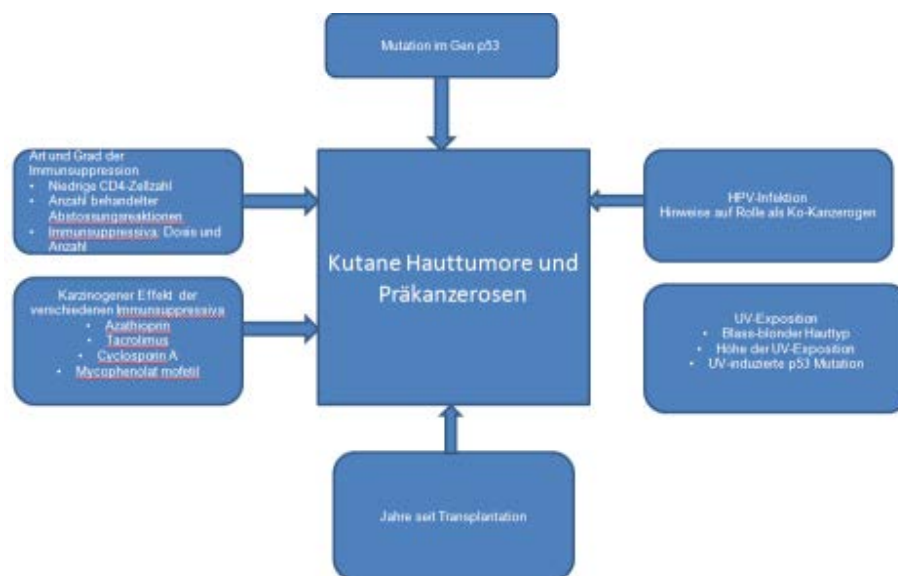 Mutation im Gen p53
Art und Grad der
Immunsuppression
• Niedrige CD4-Zellzahl
• Anzahl behandelter
Abstossungsreaktionen
• Immunsuppressiva: Dosis und
Anzahl
Karzinogener Effekt der
verschiedenen Immunsuppressiva
• Azathioprin
• Tacrolimus
• Cyclosporin A
• Mycophenolat mofetil
Kutane Hauttumore und
Präkanzerosen
HPV-Infektion
Hinweise auf Rolle als Ko-Kanzerogen
UV-Exposition
• Blass-blonder Hauttyp
• Höhe der UV-Exposition
• UV-induzierte p53 Mutation
Jahre seit Transplantation